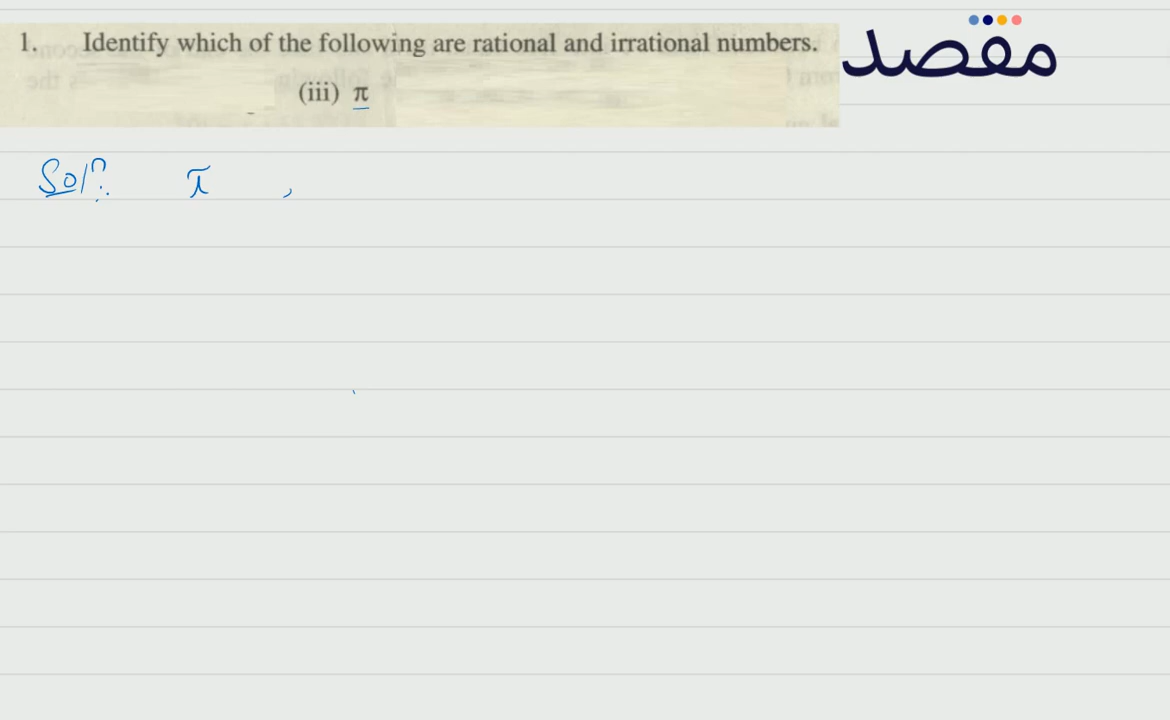 1. Identify which of the following are rational and irrational numbers.
مقصد
(iii) π
Sol?: π ,